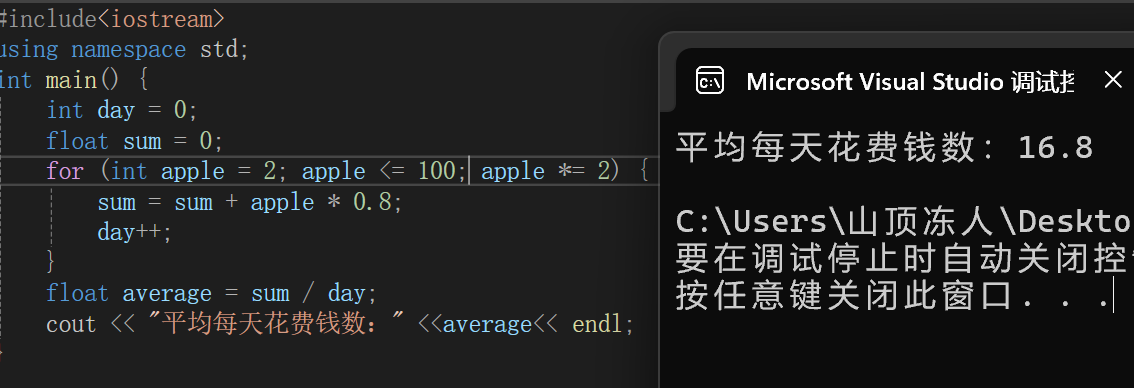 #include<iostream>
using namespace std;
int main() {
int day = 0;
float sum = 0;
for (int apple = 2; apple <= 100; apple *= 2) {
sum = sum + apple * 0.8;
day++;
}
float average = sum / day;
cout << "平均每天花费钱数：" <<average<< endl;
}
C:\
Microsoft Visual Studio 调试控
平均每天花费钱数：16.8
C:\Users\山顶冻人\Deskto
要在调试停止时自动关闭控
按任意键关闭此窗口. . .